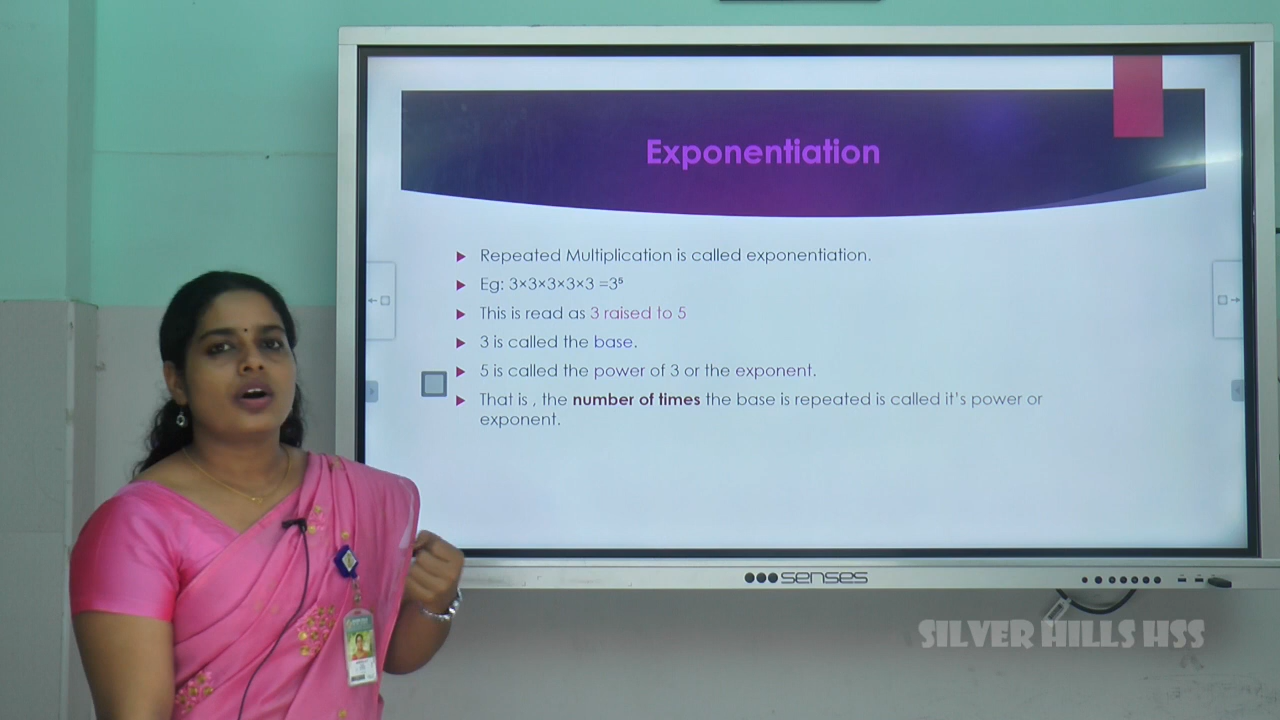 Exponentiation
Repeated Multiplication is called exponentiation.
Eg: 3×3×3×3×3 =3⁵
This is read as 3 raised to 5
3 is called the base.
5 is called the power of 3 or the exponent.
That is , the number of times the base is repeated is called it's power or
exponent.
senses
SILVER HILLS HSS